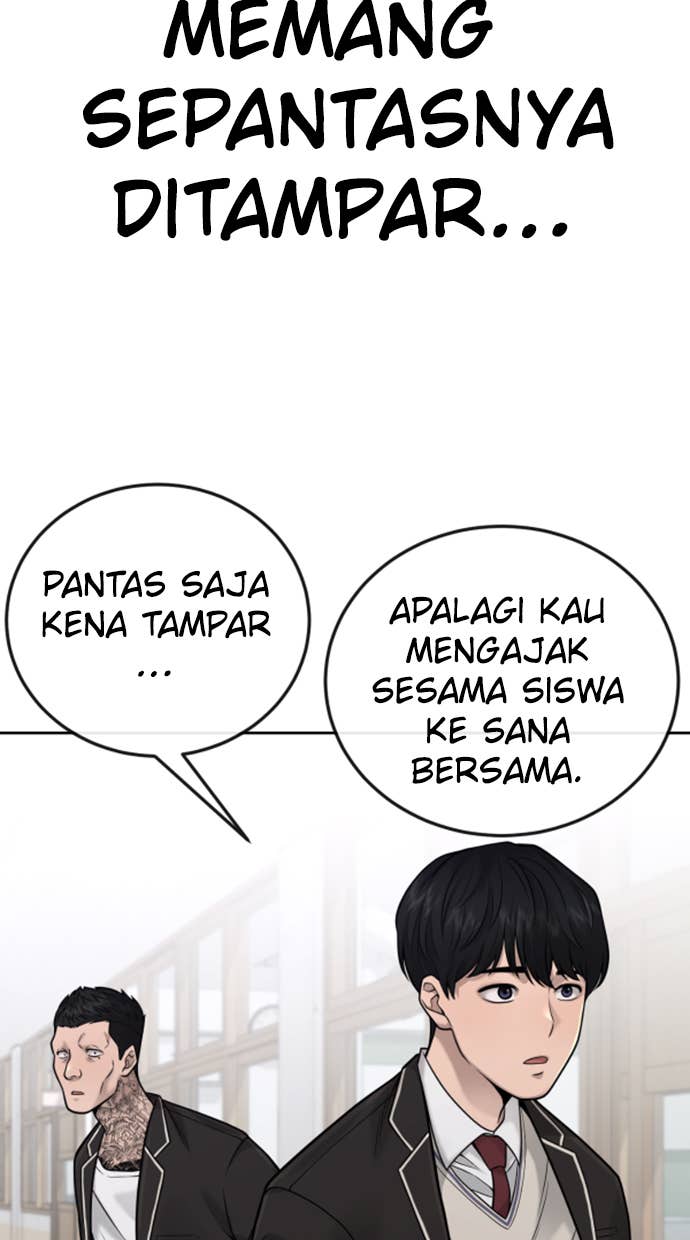 MEMANG
SEPANTASNYA
DITAMPAR...
PANTAS SAJA
KENA TAMPAR
...
APALAGI KAU
MENGAJAK
SESAMA SISWA
KE SANA
BERSAMA.